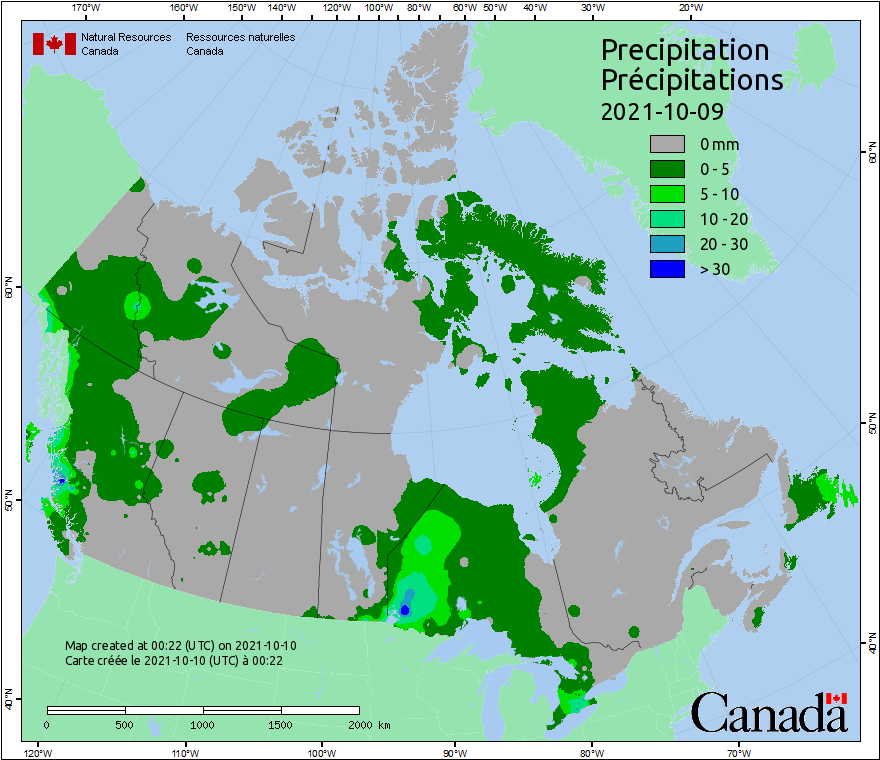 170°W 160°W 150°W 140°W 130°W 120°W 110°W 100°W 90°W 80°W 70°W 60°W 50°W 40°W 30°W 20°W
Natural Resources Ressources naturelles
Canada Canada
Precipitation
Précipitations
2021-10-09
0 mm
0 - 5
5 - 10
10 - 20
20 - 30
> 30
60°N
60°N
50°N
50°N
40°N
40°N
Map created at 00:22 (UTC) on 2021-10-10
Carte créée le 2021-10-10 (UTC) à 00:22
0 500 1000 1500 2000 km
Canada
120°W 110°W 100°W 90°W 80°W 70°W